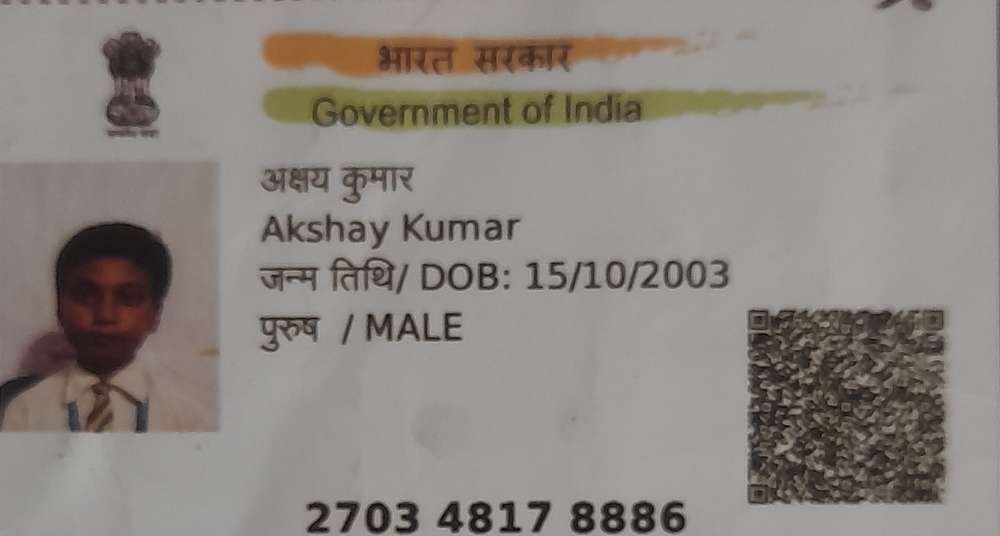 भारत सरकार
Government of India
अक्षय कुमार
Akshay Kumar
जन्म तिथि/ DOB: 15/10/2003
पुरुष / MALE
2703 4817 8886